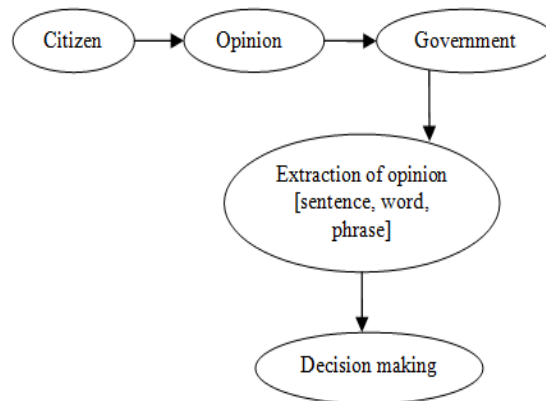 Citizen
Opinion
Government
Extraction of opinion
[sentence, word,
phrase]
Decision making